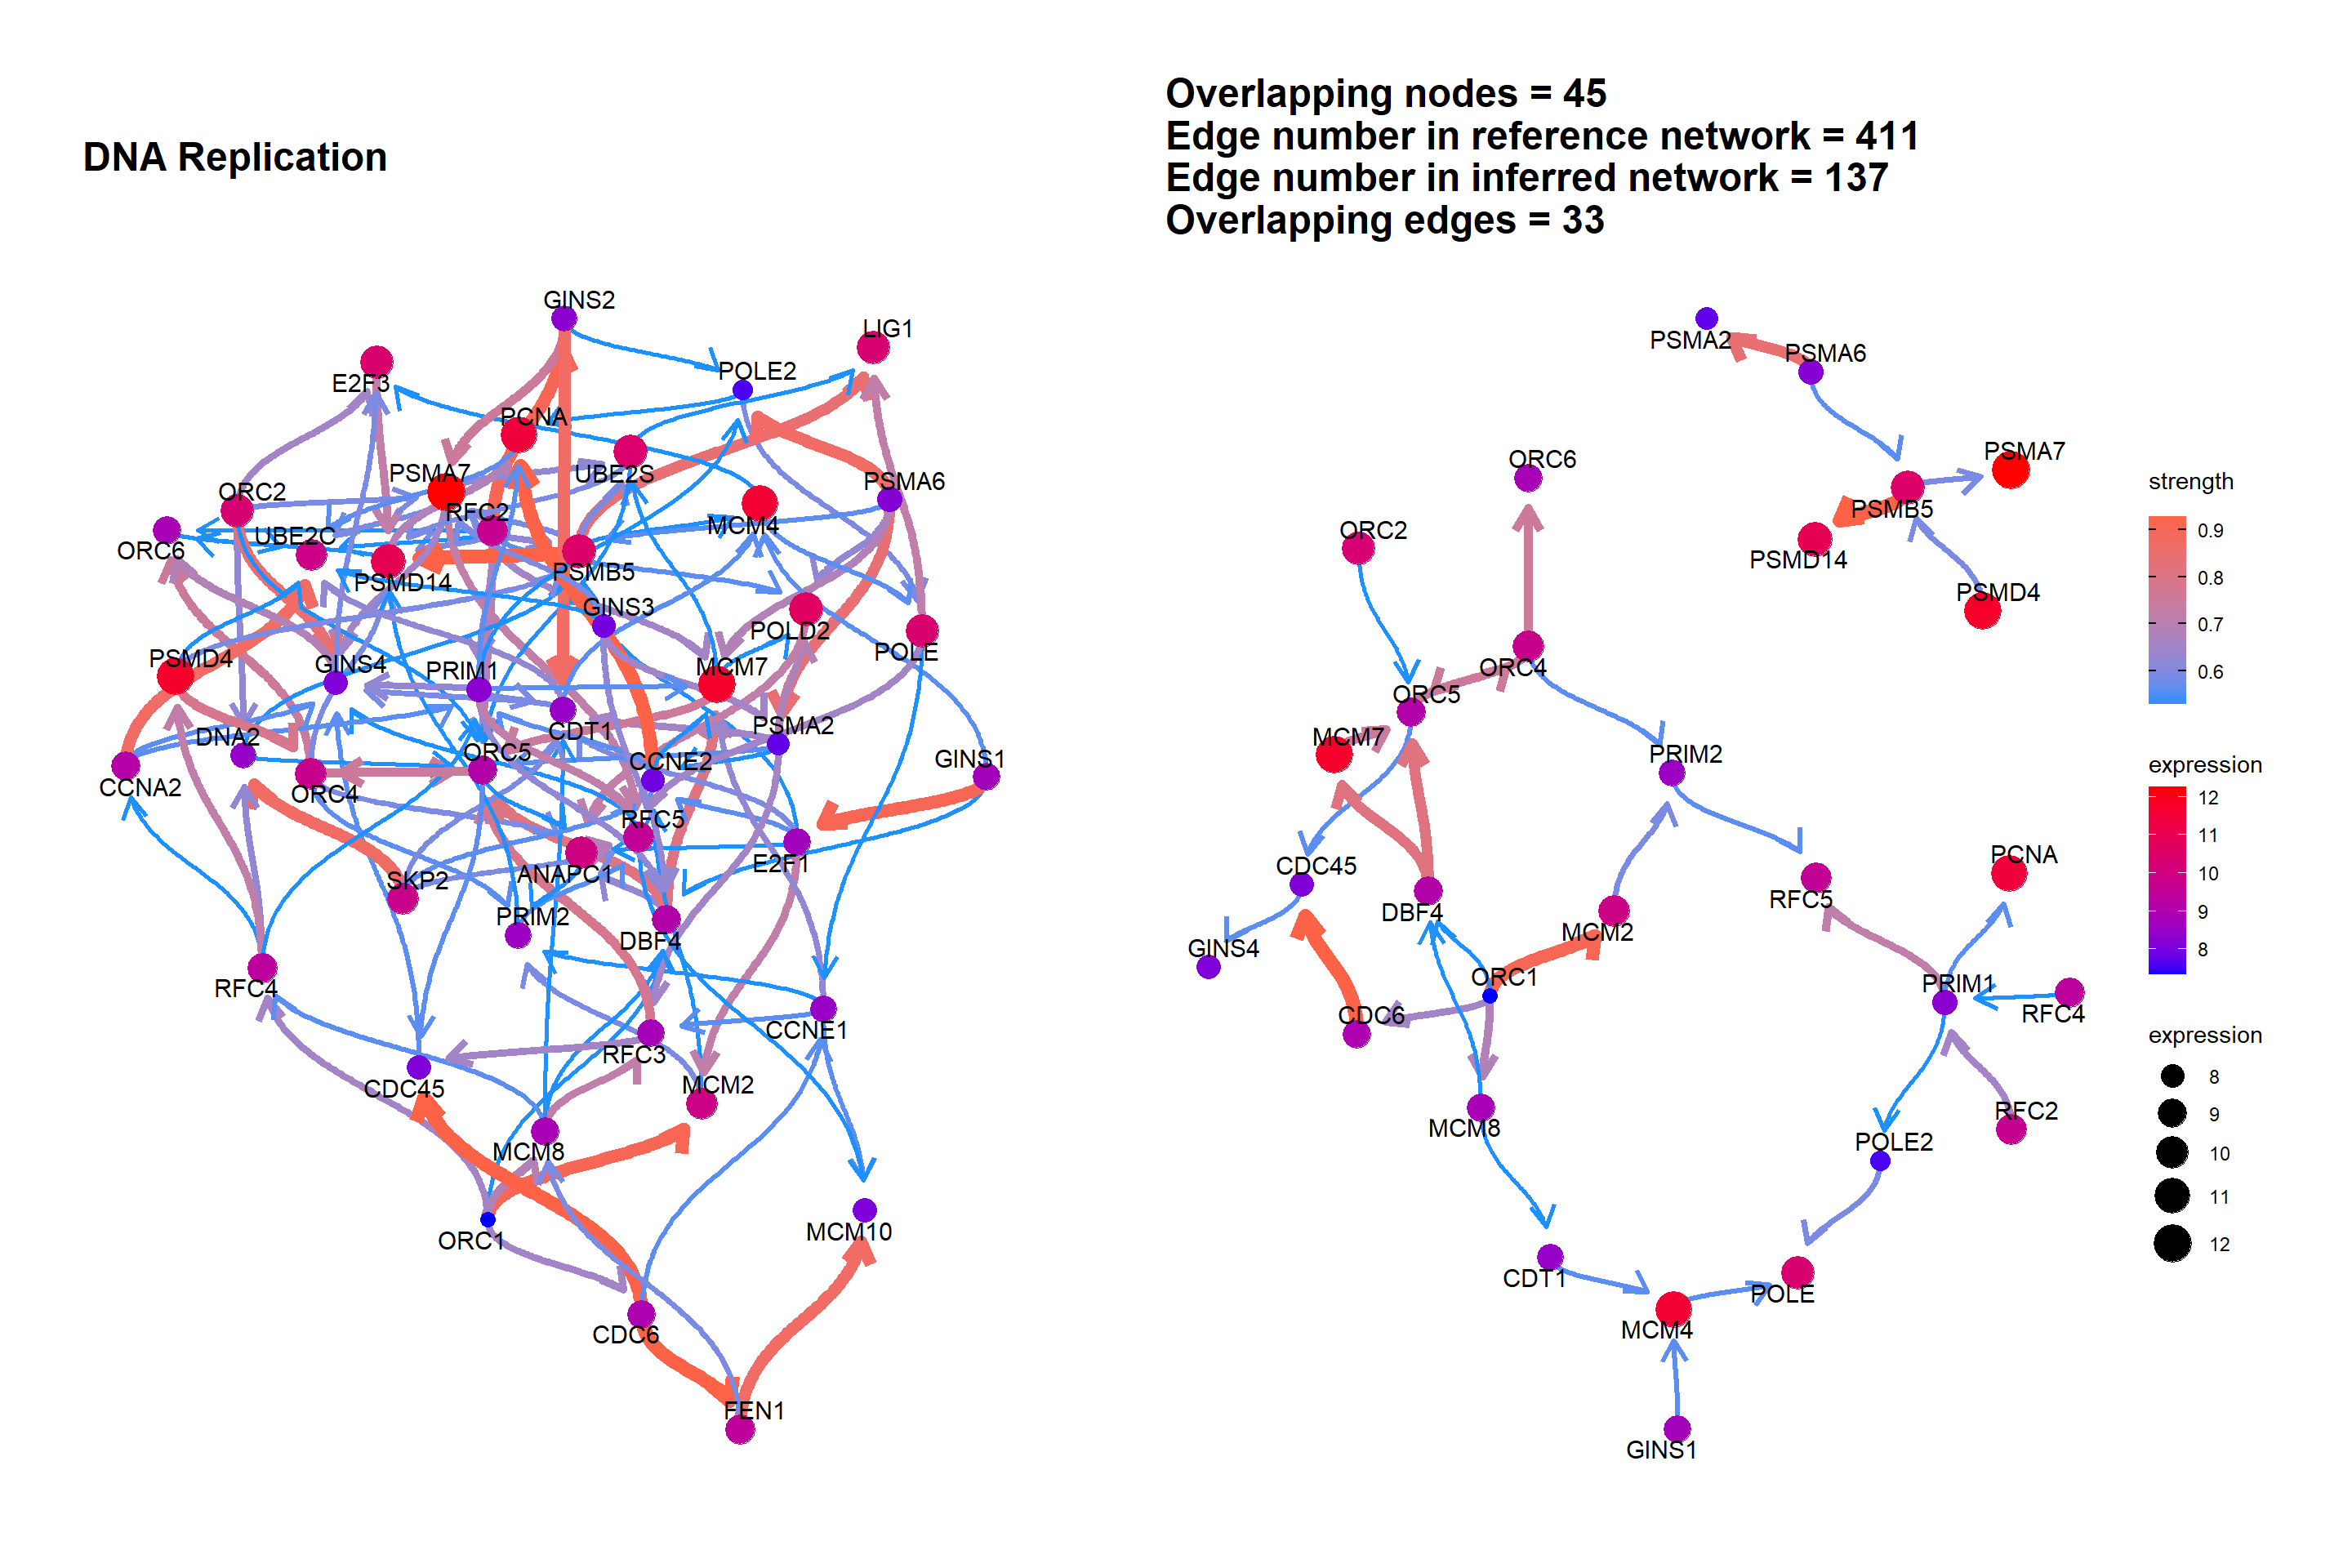 Overlapping nodes = 45
Edge number in reference network = 411
Edge number in inferred network = 137
Overlapping edges = 33
DNA Replication
GINS2
LIG1
E2F3
POLE2
PCNA
PSMA7
UBE2S
PSMA6
ORC2
RFC2
MCM4
UBE2C
ORC6
PSMD14
PSMB5
GINS3
POLD2
POLE
PSMD4
GINS4
PRIM1
MCM7
CDT1
PSMA2
DNA2
ORC5
CCNE2
GINS1
CCNA2
ORC4
RFC5
ANAPC1
E2F1
SKP2
PRIM2
DBF4
RFC4
CCNE1
RFC3
CDC45
MCM2
MCM8
ORC1
MCM10
CDC6
FEN1
PSMA2
PSMA6
PSMA7
ORC6
PSMB5
ORC2
PSMD14
PSMD4
ORC4
ORC5
MCM7
PRIM2
CDC45
PCNA
RFC5
DBF4
MCM2
GINS4
ORC1
PRIM1
CDC6
RFC4
MCM8
RFC2
POLE2
CDT1
POLE
MCM4
GINS1
strength
0.9
0.8
0.7
0.6
expression
12
11
10
9
8
expression
8
9
10
11
12